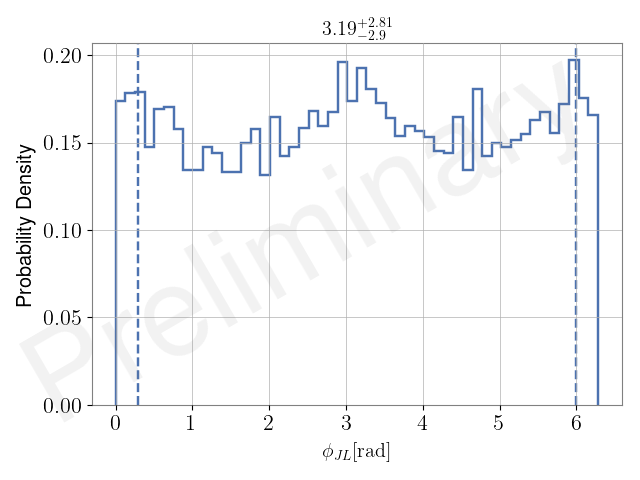 3.19^{+2.81}_{-2.9}
0.20
0.15
0.10
0.05
0.00
Probability Density
Preliminary
0 1 2 3 4 5 6
ϕ_{JL}[rad]